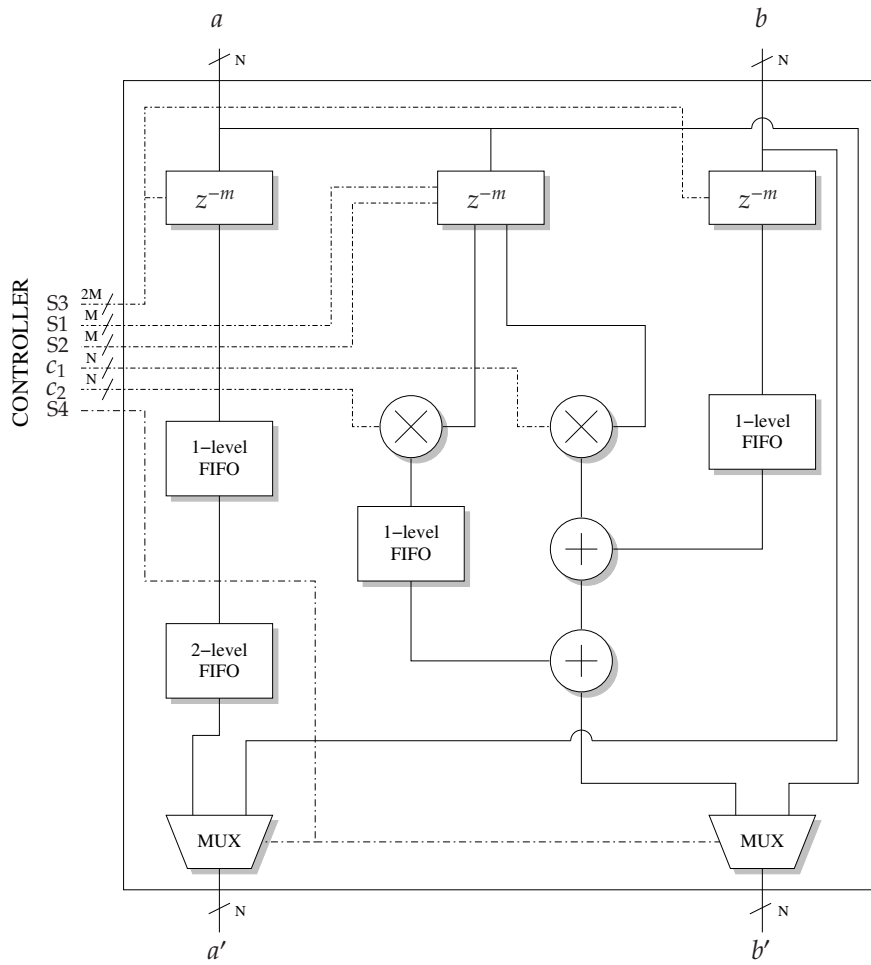 a
b
N
N
z⁻ᵐ
z⁻ᵐ
z⁻ᵐ
CONTROLLER
S3
2M
S1
M
S2
M
c₁
N
c₂
N
S4
1−level
FIFO
1−level
FIFO
1−level
FIFO
2−level
FIFO
MUX
MUX
N
N
a′
b′